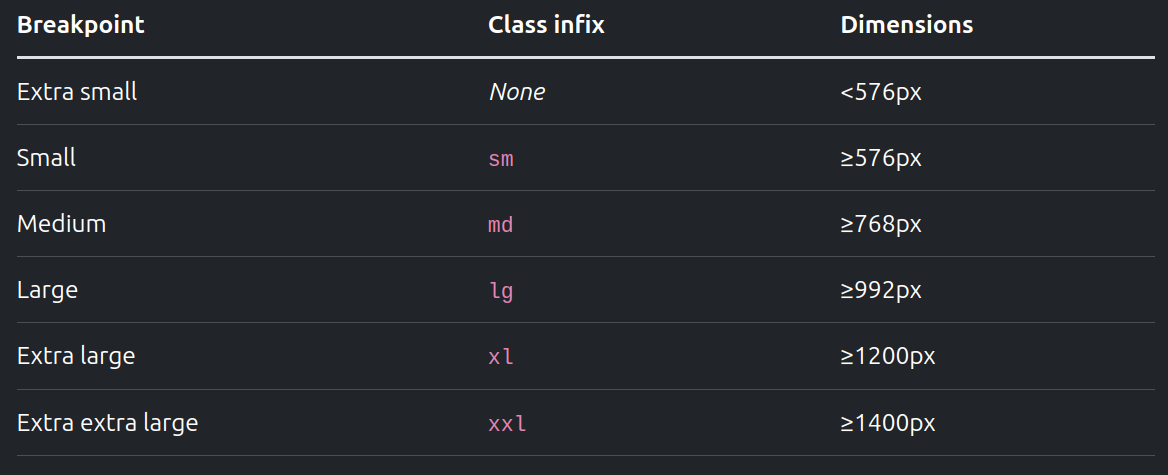 Breakpoint Class infix Dimensions
Extra small None <576px
Small sm ≥576px
Medium md ≥768px
Large lg ≥992px
Extra large xl ≥1200px
Extra extra large xxl ≥1400px